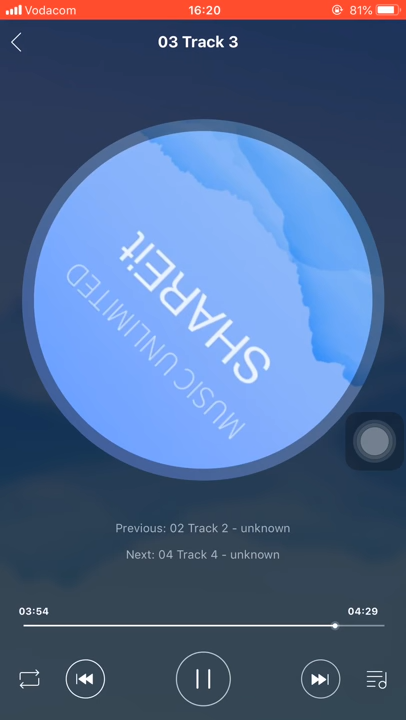 Vodacom 16:20 81%
03 Track 3
SHAREit
MUSIC UNLIMITED
Previous: 02 Track 2 - unknown
Next: 04 Track 4 - unknown
03:54 04:29